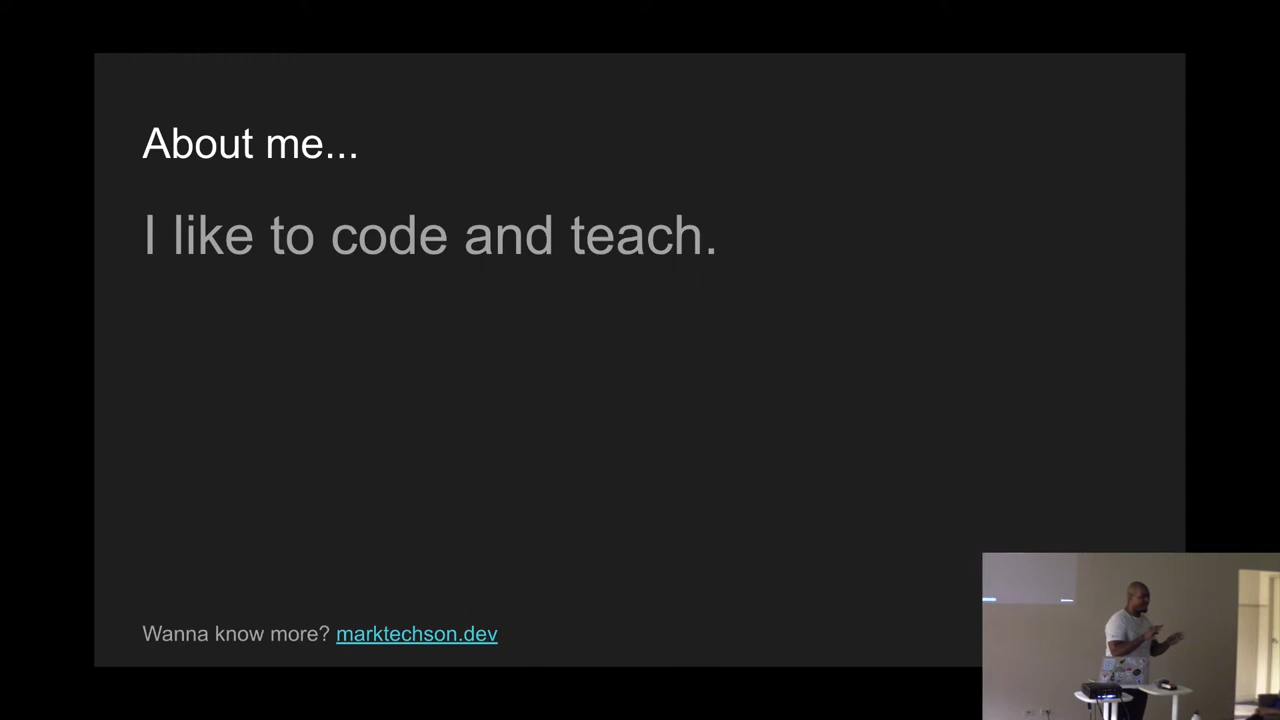 About me...
I like to code and teach.
Wanna know more? marktechson.dev